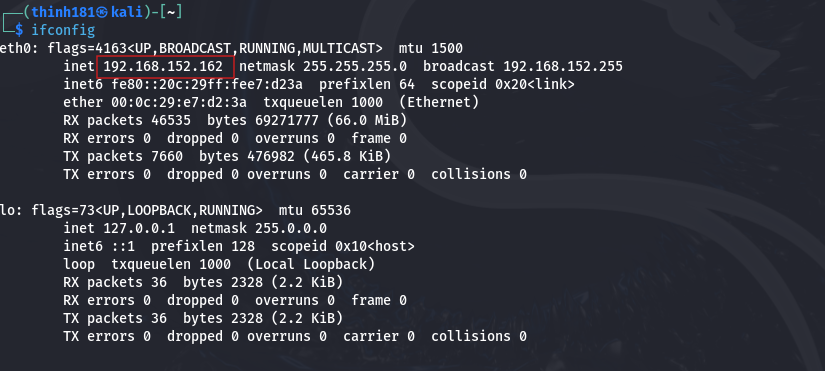 ┌──(thinh181㉿kali)-[~]
└─$ ifconfig
eth0: flags=4163<UP,BROADCAST,RUNNING,MULTICAST>  mtu 1500
        inet 192.168.152.162  netmask 255.255.255.0  broadcast 192.168.152.255
        inet6 fe80::20c:29ff:fee7:d23a  prefixlen 64  scopeid 0x20<link>
        ether 00:0c:29:e7:d2:3a  txqueuelen 1000  (Ethernet)
        RX packets 46535  bytes 69271777 (66.0 MiB)
        RX errors 0  dropped 0  overruns 0  frame 0
        TX packets 7660  bytes 476982 (465.8 KiB)
        TX errors 0  dropped 0 overruns 0  carrier 0  collisions 0

lo: flags=73<UP,LOOPBACK,RUNNING>  mtu 65536
        inet 127.0.0.1  netmask 255.0.0.0
        inet6 ::1  prefixlen 128  scopeid 0x10<host>
        loop  txqueuelen 1000  (Local Loopback)
        RX packets 36  bytes 2328 (2.2 KiB)
        RX errors 0  dropped 0  overruns 0  frame 0
        TX packets 36  bytes 2328 (2.2 KiB)
        TX errors 0  dropped 0 overruns 0  carrier 0  collisions 0